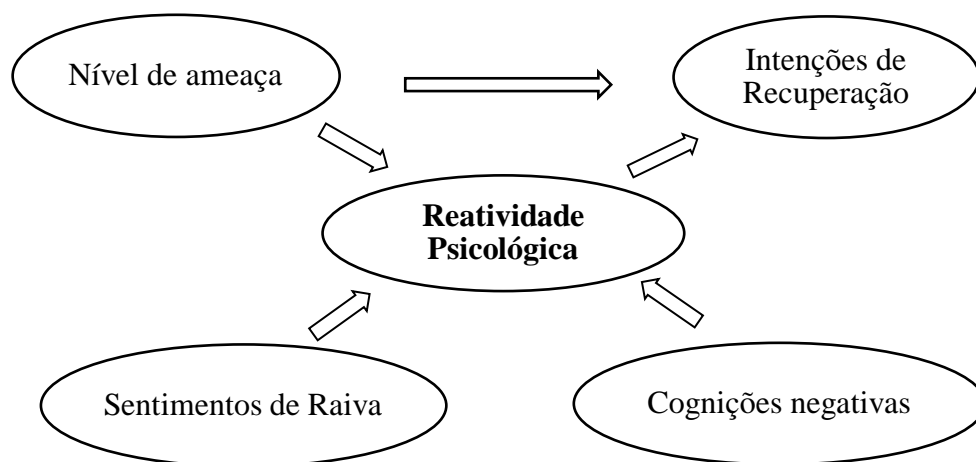 Nível de ameaça
Intenções de
Recuperação
Reatividade
Psicológica
Sentimentos de Raiva
Cognições negativas